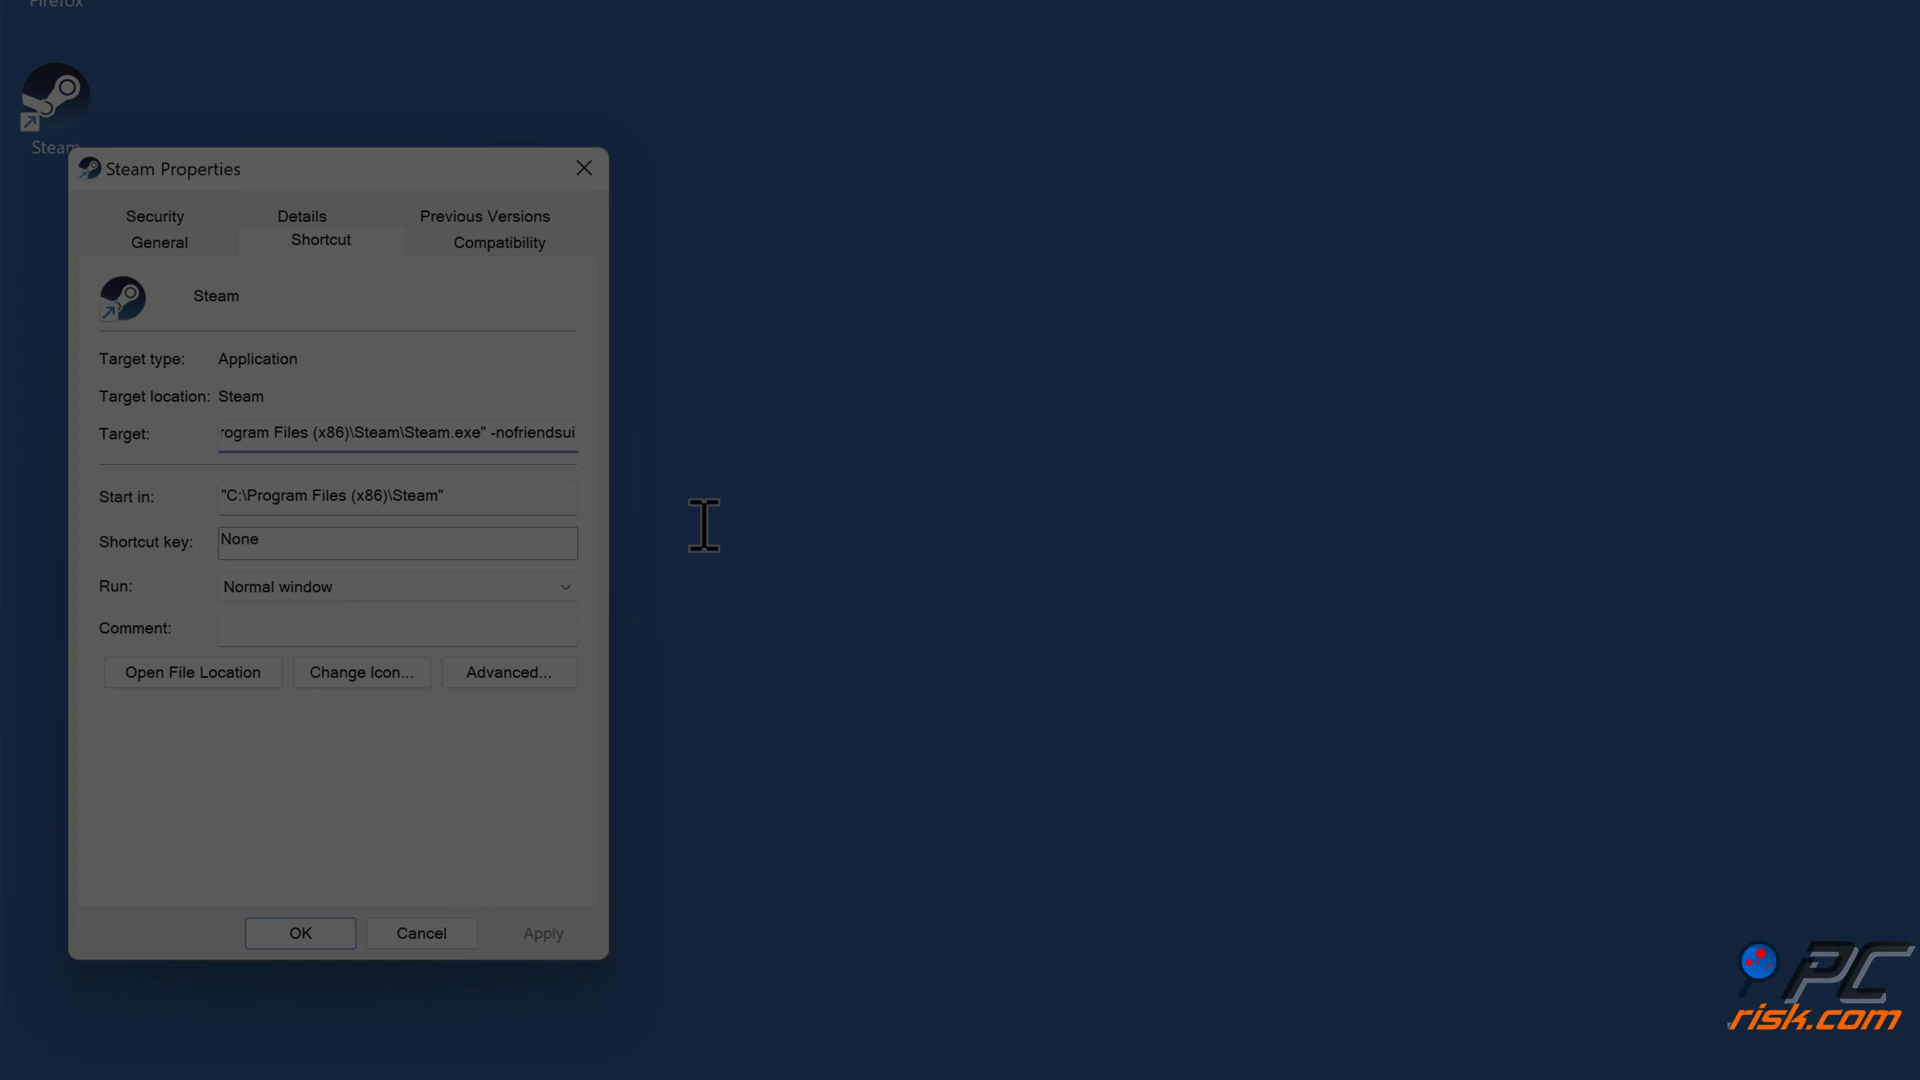 Firefox
Steam
Steam Properties
Security Details Previous Versions
General Shortcut Compatibility
Steam
Target type: Application
Target location: Steam
Target: rogram Files (x86)\Steam\Steam.exe" -nofriendsui
Start in: "C:\Program Files (x86)\Steam"
Shortcut key: None
Run: Normal window
Comment:
Open File Location Change Icon... Advanced...
OK Cancel Apply
PC
risk.com